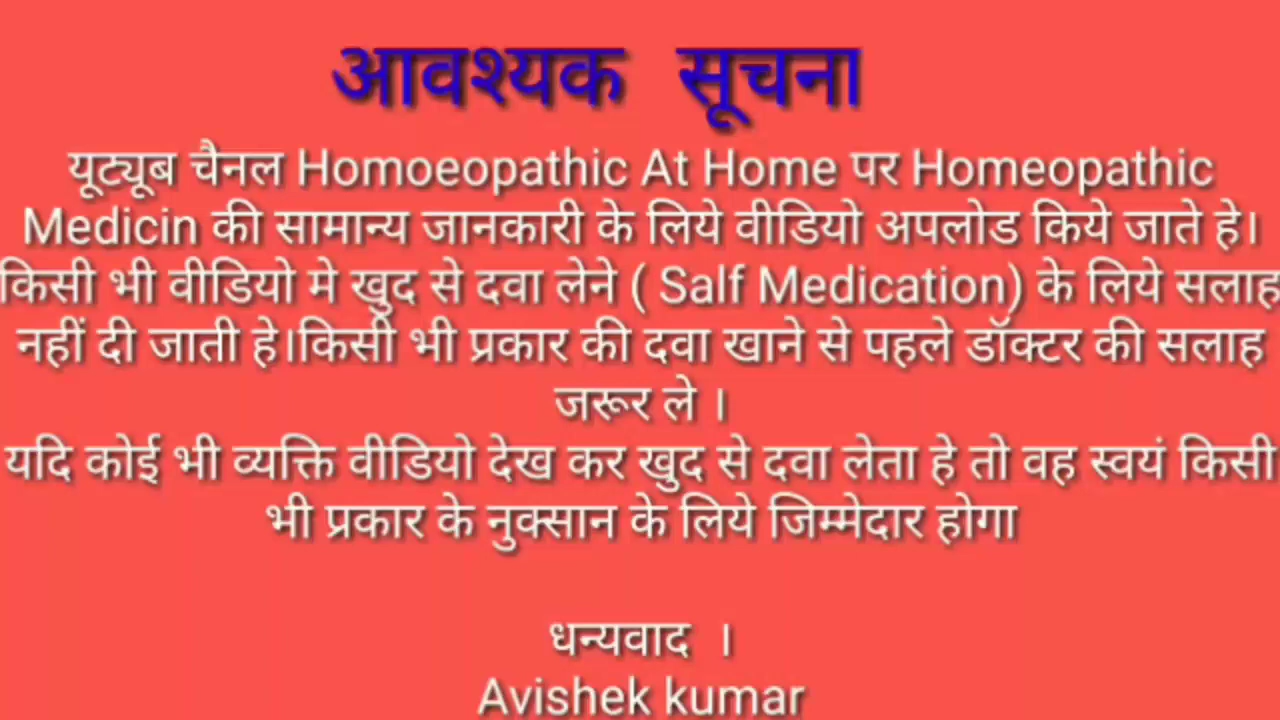 आवश्यक सूचना
यूट्यूब चैनल Homoeopathic At Home पर Homeopathic
Medicin की सामान्य जानकारी के लिये वीडियो अपलोड किये जाते हे।
किसी भी वीडियो मे खुद से दवा लेने ( Salf Medication) के लिये सलाह
नहीं दी जाती हे।किसी भी प्रकार की दवा खाने से पहले डॉक्टर की सलाह
जरूर ले ।
यदि कोई भी व्यक्ति वीडियो देख कर खुद से दवा लेता हे तो वह स्वयं किसी
भी प्रकार के नुक्सान के लिये जिम्मेदार होगा
धन्यवाद ।
Avishek kumar